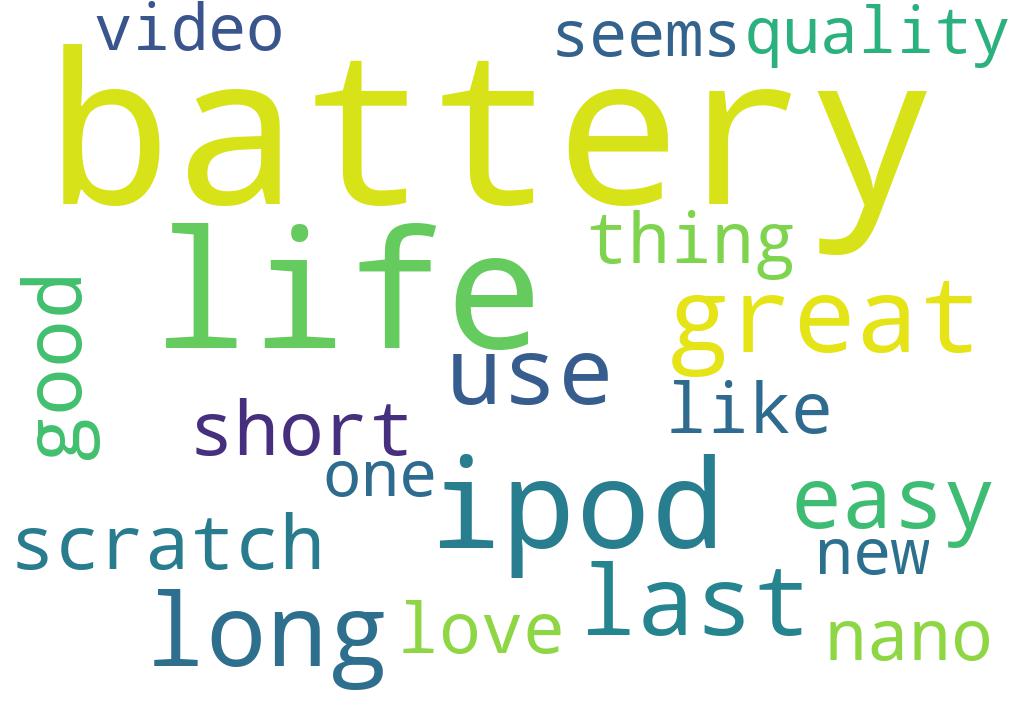 video
seems
quality
battery
life
thing
great
good
use
like
short
one
ipod
easy
scratch
new
long
love
last
nano